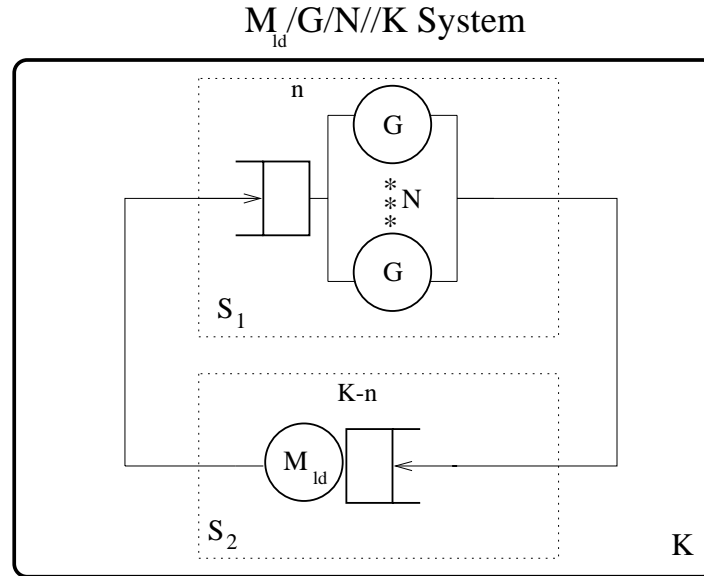 M_ld/G/N//K System
n
G
* * * N
G
S_1
K-n
M_ld
S_2
K